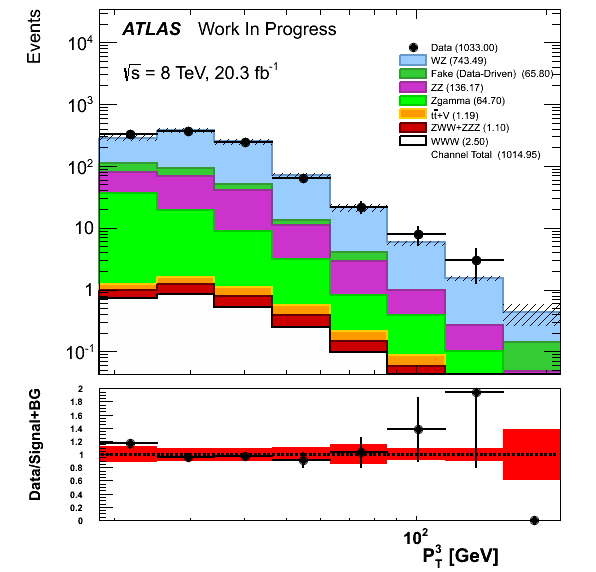 Events
ATLAS Work In Progress
√s = 8 TeV, 20.3 fb⁻¹
Data (1033.00)
WZ (743.49)
Fake (Data-Driven) (65.80)
ZZ (136.17)
Zgamma (64.70)
tt̄+V (1.19)
ZWW+ZZZ (1.10)
WWW (2.50)
Channel Total (1014.95)
10⁴
10³
10²
10
1
10⁻¹
Data/Signal+BG
2
1.8
1.6
1.4
1.2
1
0.8
0.6
0.4
0.2
0
10²
P³_T [GeV]